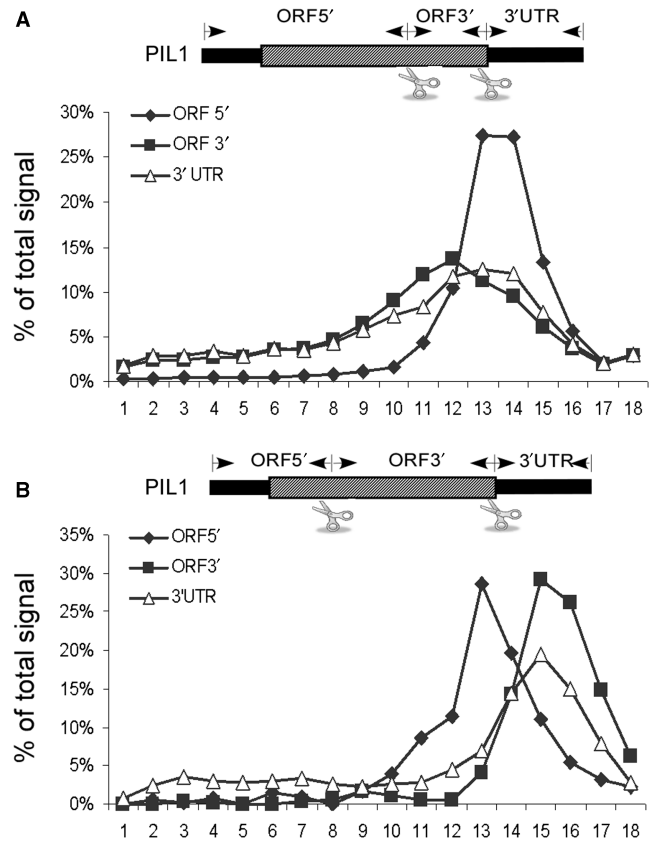 A
ORF5′ ORF3′ 3′UTR
PIL1
30%
25%
20%
15%
10%
5%
0%
% of total signal
ORF 5′
ORF 3′
3′ UTR
1 2 3 4 5 6 7 8 9 10 11 12 13 14 15 16 17 18
B
ORF5′ ORF3′ 3′UTR
PIL1
35%
30%
25%
20%
15%
10%
5%
0%
% of total signal
ORF5′
ORF3′
3'UTR
1 2 3 4 5 6 7 8 9 10 11 12 13 14 15 16 17 18